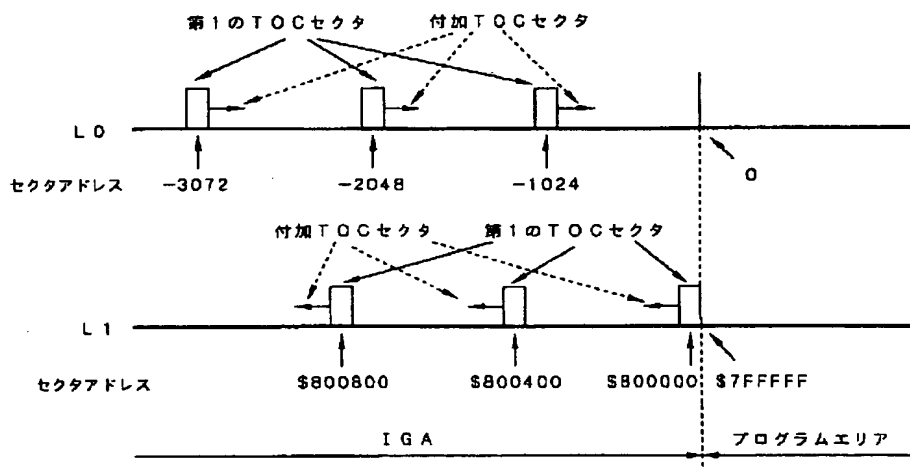 第1のTOCセクタ 付加TOCセクタ
L0
セクタアドレス -3072 -2048 -1024 0
付加TOCセクタ 第1のTOCセクタ
L1
セクタアドレス $800800 $800400 $800000 $7FFFFF
IGA プログラムエリア